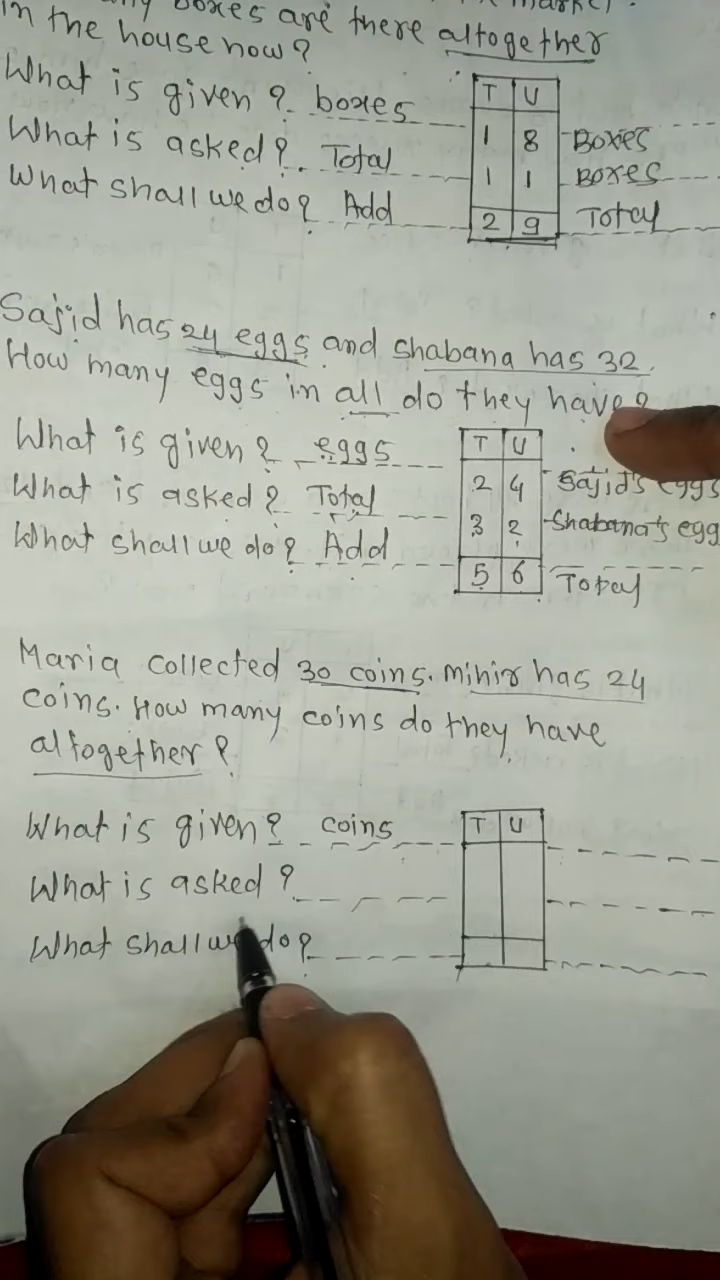 boxes are there altogether
in the house now?
What is given? boxes
T U
1 8 Boxes
What is asked? Total
1 1 Boxes
What shall we do? Add
2 9 Total
Sajid has 24 eggs and Shabana has 32.
How many eggs in all do they have?
What is given? eggs
T U
2 4 Sajid's eggs
What is asked? Total
3 2 Shabana's egg
What shall we do? Add
5 6 Total
Maria collected 30 coins. Mihir has 24
coins. How many coins do they have
altogether?
What is given? coins
T U
What is asked?
What shall we do?